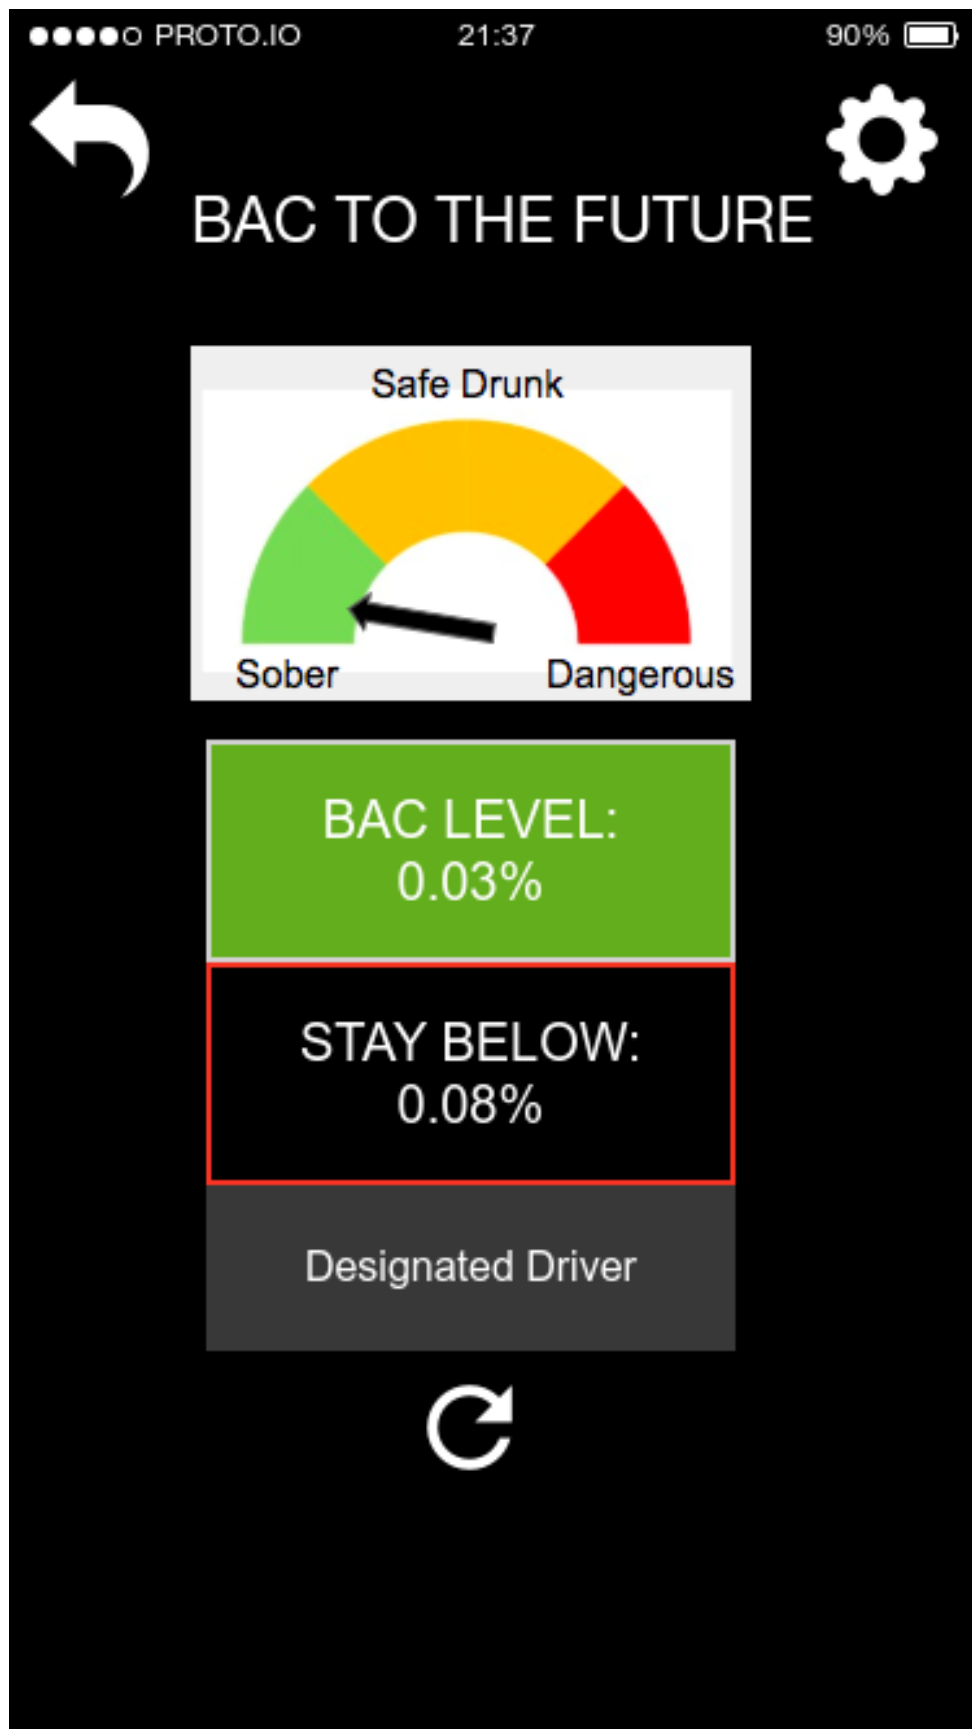 PROTO.IO 21:37 90%
BAC TO THE FUTURE
Safe Drunk
Sober Dangerous
BAC LEVEL:
0.03%
STAY BELOW:
0.08%
Designated Driver